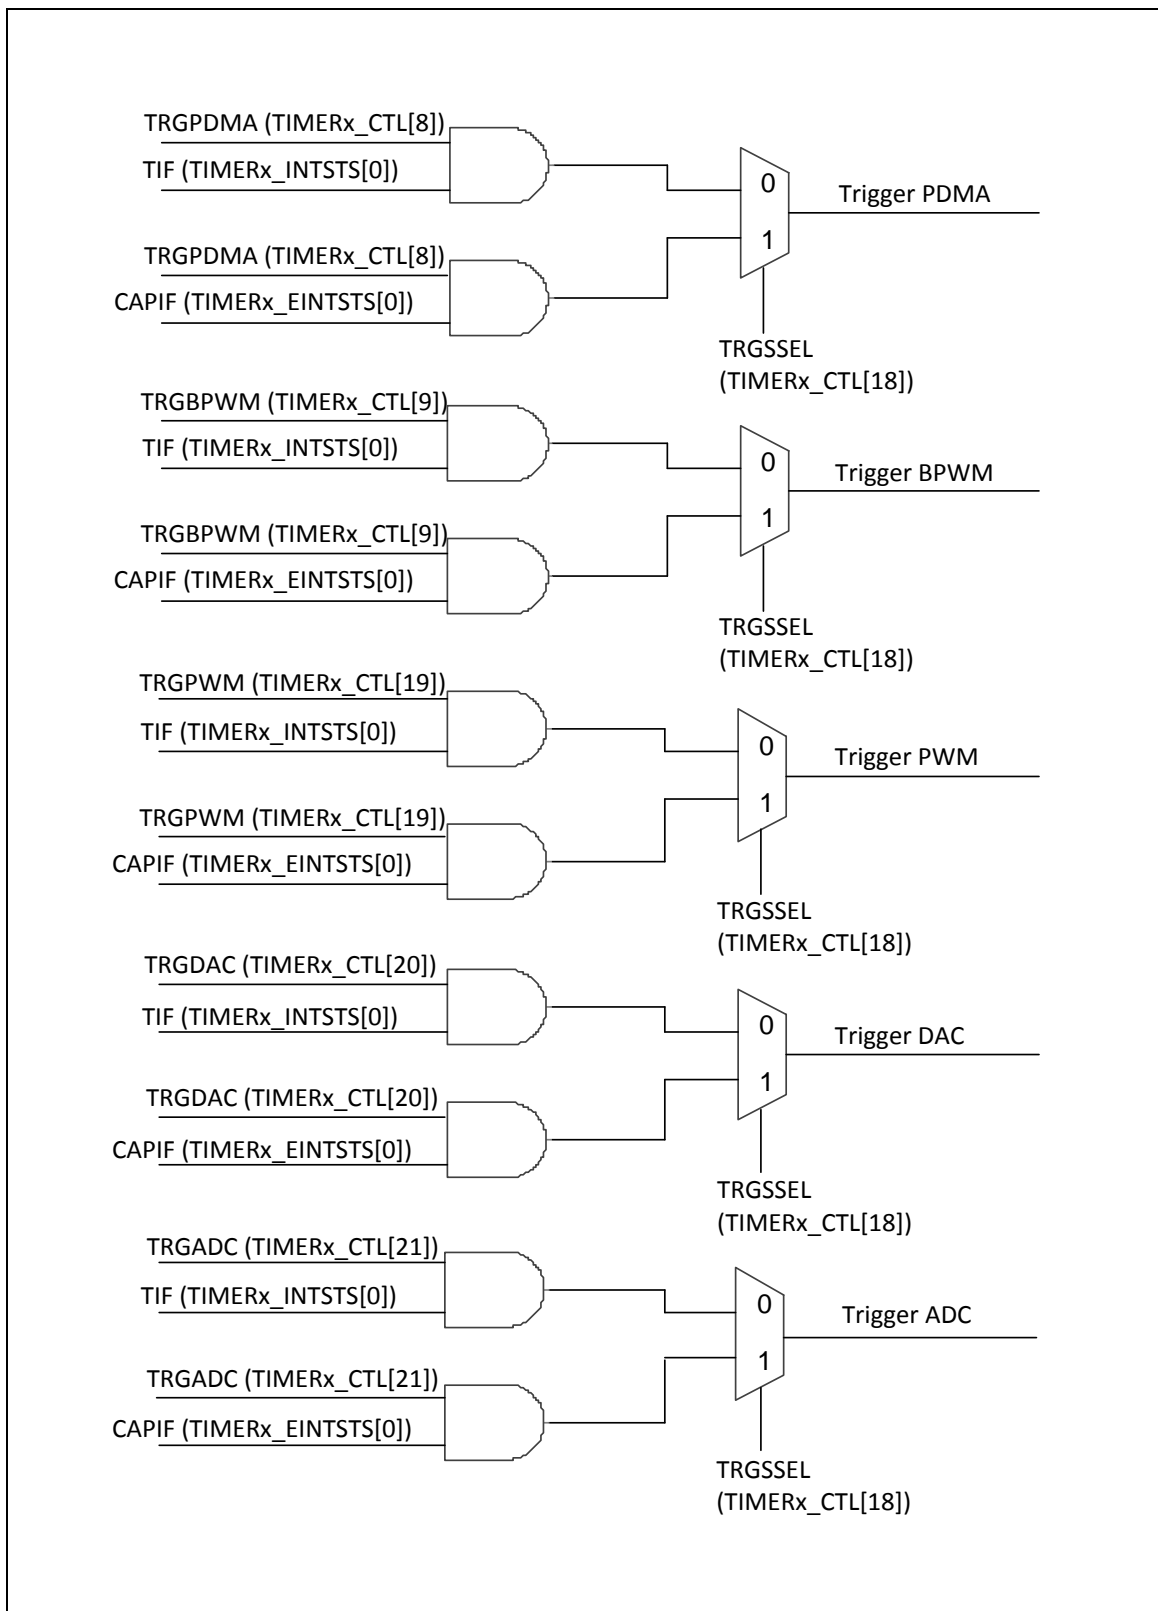 TRGPDMA (TIMERx_CTL[8])
TIF (TIMERx_INTSTS[0])
0
Trigger PDMA
1
TRGPDMA (TIMERx_CTL[8])
CAPIF (TIMERx_EINTSTS[0])
TRGSSEL
(TIMERx_CTL[18])
TRGBPWM (TIMERx_CTL[9])
TIF (TIMERx_INTSTS[0])
0
Trigger BPWM
1
TRGBPWM (TIMERx_CTL[9])
CAPIF (TIMERx_EINTSTS[0])
TRGSSEL
(TIMERx_CTL[18])
TRGPWM (TIMERx_CTL[19])
TIF (TIMERx_INTSTS[0])
0
Trigger PWM
1
TRGPWM (TIMERx_CTL[19])
CAPIF (TIMERx_EINTSTS[0])
TRGSSEL
(TIMERx_CTL[18])
TRGDAC (TIMERx_CTL[20])
TIF (TIMERx_INTSTS[0])
0
Trigger DAC
1
TRGDAC (TIMERx_CTL[20])
CAPIF (TIMERx_EINTSTS[0])
TRGSSEL
(TIMERx_CTL[18])
TRGADC (TIMERx_CTL[21])
TIF (TIMERx_INTSTS[0])
0
Trigger ADC
1
TRGADC (TIMERx_CTL[21])
CAPIF (TIMERx_EINTSTS[0])
TRGSSEL
(TIMERx_CTL[18])